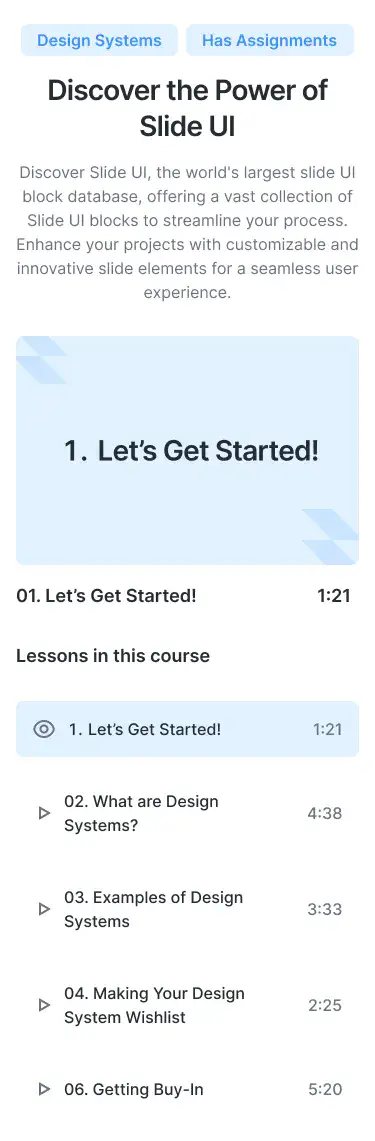 Design Systems
Has Assignments
Discover the Power of
Slide UI
Discover Slide UI, the world's largest slide UI
block database, offering a vast collection of
Slide UI blocks to streamline your process.
Enhance your projects with customizable and
innovative slide elements for a seamless user
experience.
1. Let’s Get Started!
01. Let’s Get Started! 1:21
Lessons in this course
1. Let’s Get Started! 1:21
02. What are Design
Systems?
4:38
03. Examples of Design
Systems
3:33
04. Making Your Design
System Wishlist
2:25
06. Getting Buy-In 5:20